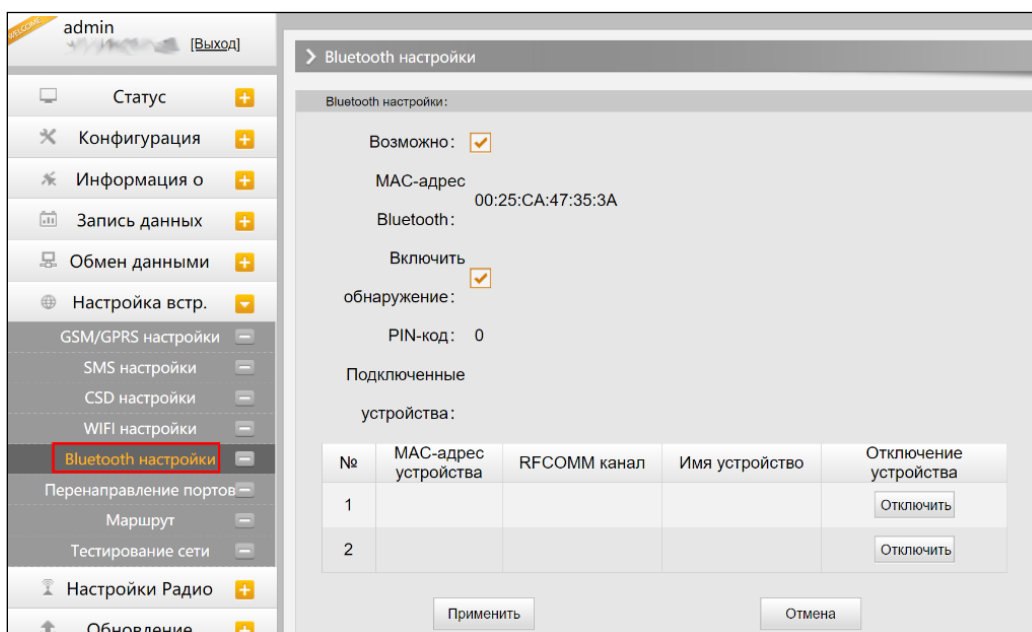 WELCOME
admin
[Выход]
Статус
Конфигурация
Информация о
Запись данных
Обмен данными
Настройка встр.
GSM/GPRS настройки
SMS настройки
CSD настройки
WIFI настройки
Bluetooth настройки
Перенаправление портов
Маршрут
Тестирование сети
Настройки Радио
Обновление
Bluetooth настройки
Bluetooth настройки:
Возможно:
MAC-адрес
Bluetooth:
00:25:CA:47:35:3A
Включить
обнаружение:
PIN-код: 0
Подключенные
устройства:
№ MAC-адрес устройства RFCOMM канал Имя устройство Отключение устройства
1 Отключить
2 Отключить
Применить Отмена